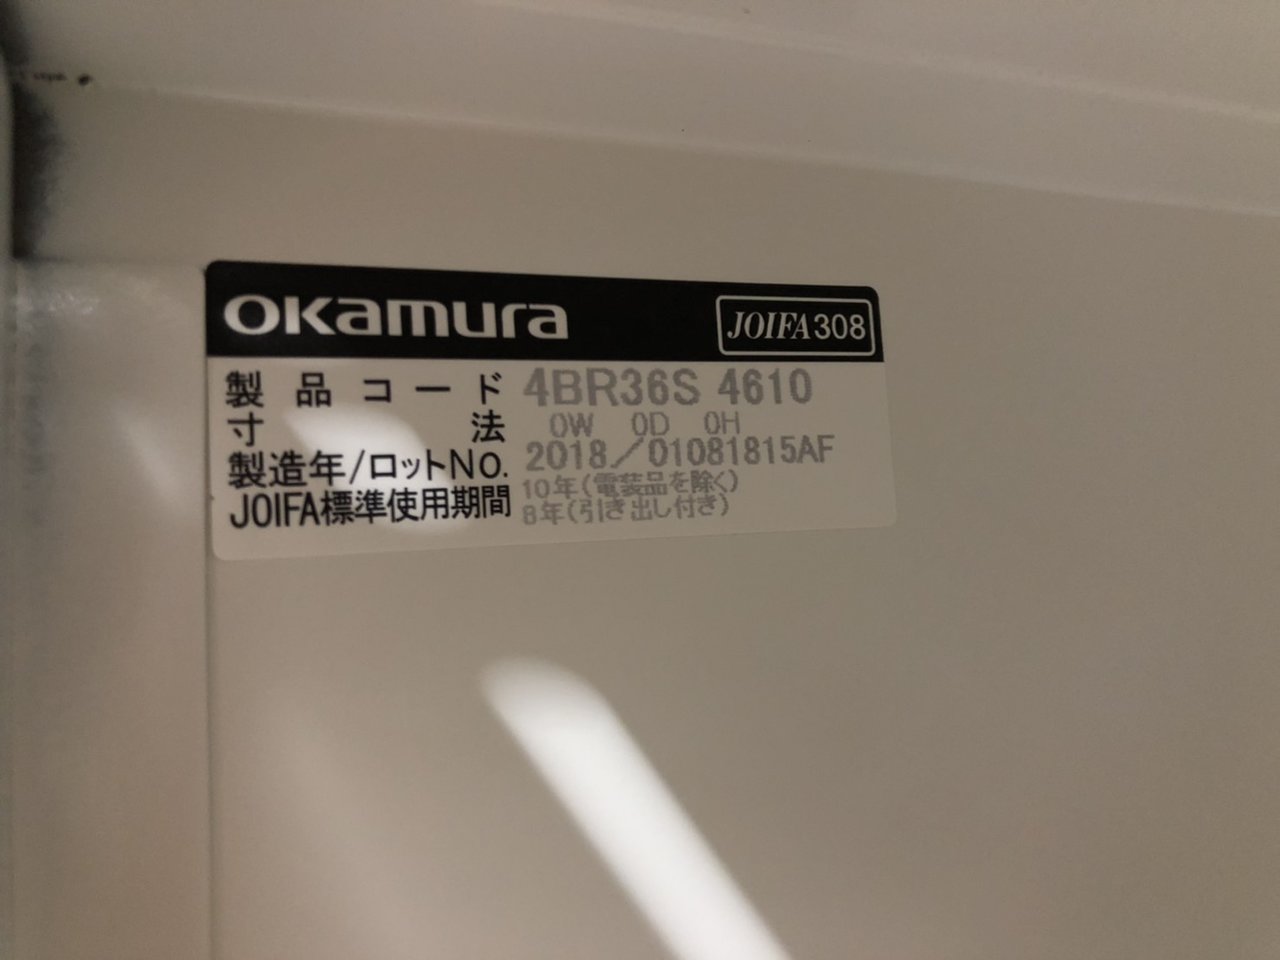 OKamura JOIFA308
製品コード 4BR36S 4610
寸法 0W 0D 0H
製造年/ロットNo. 2018／01081815AF
JOIFA標準使用期間 10年(電装品を除く)
8年(引き出し付き)